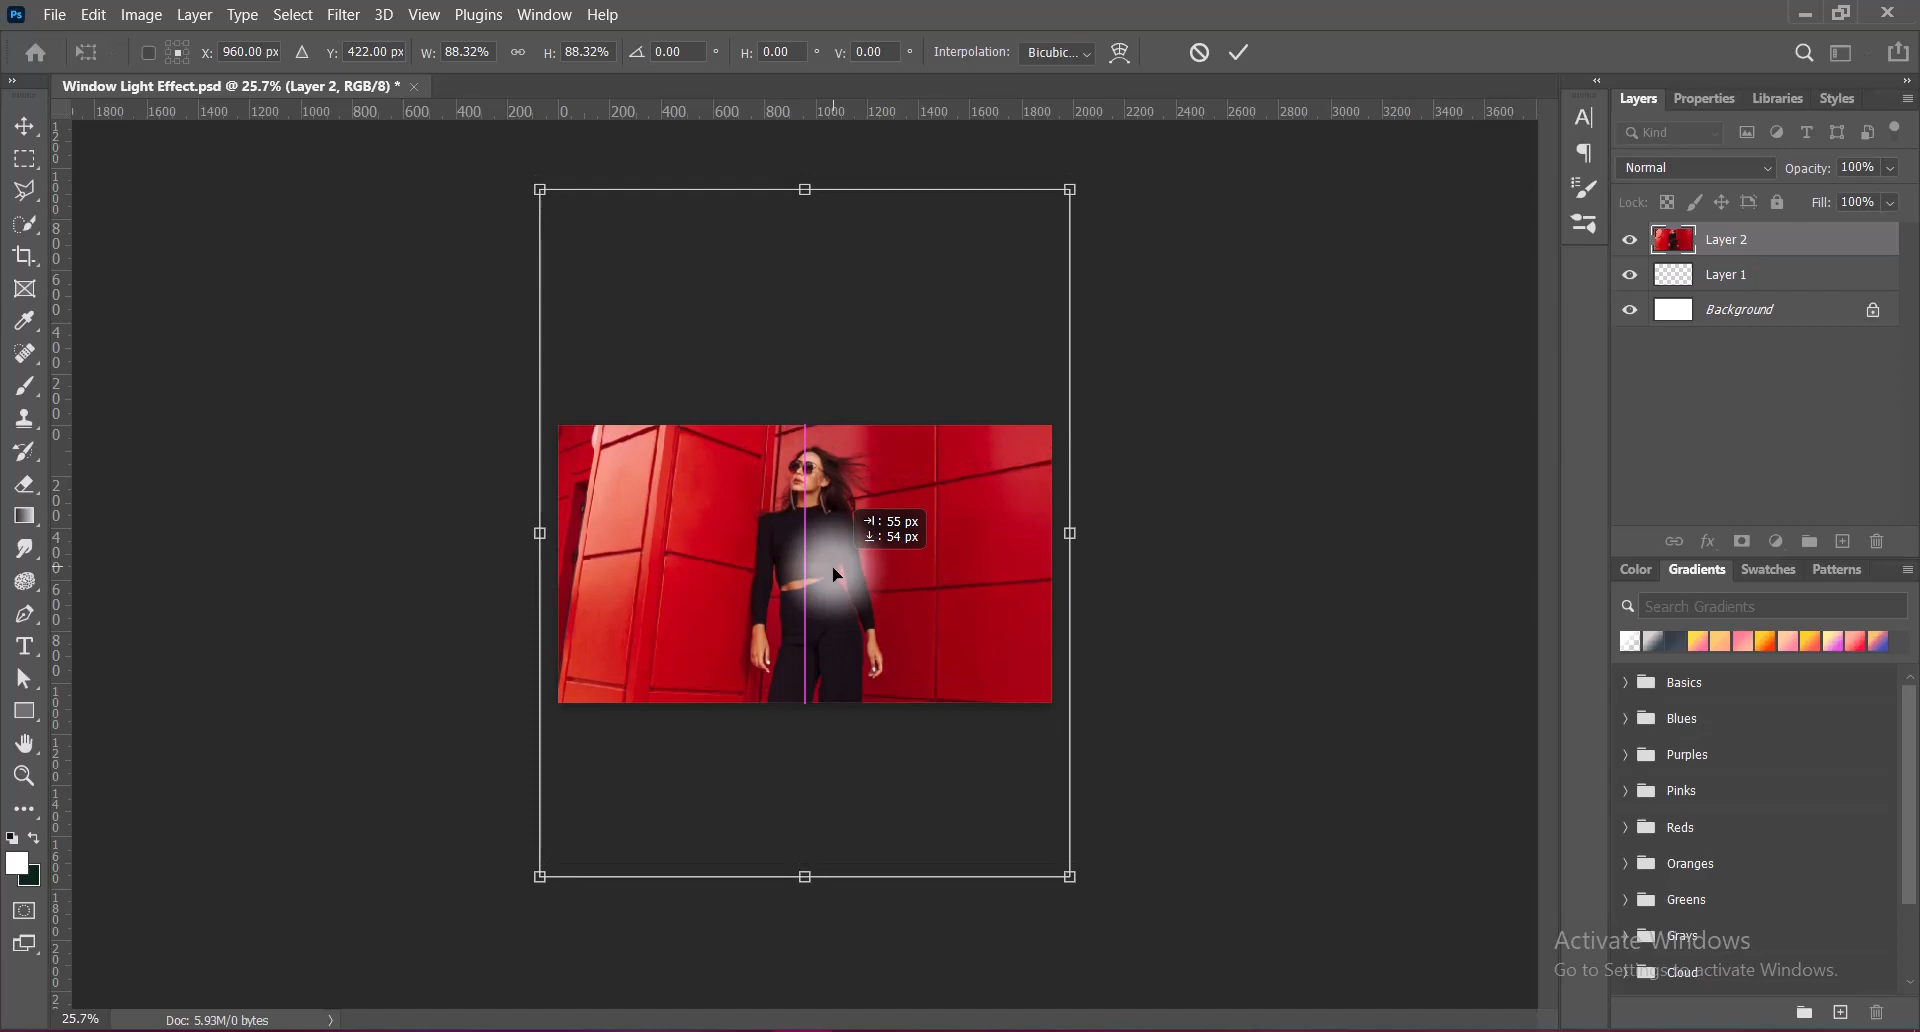 Ps File Edit Image Layer Type Select Filter 3D View Plugins Window Help
X: 960.00 px Y: 422.00 px W: 88.32% H: 88.32% 0.00 ° H: 0.00 ° V: 0.00 ° Interpolation: Bicubic...
Window Light Effect.psd @ 25.7% (Layer 2, RGB/8) *
1800 1600 1400 1200 1000 800 600 400 200 0 200 400 600 800 1000 1200 1400 1600 1800 2000 2200 2400 2600 2800 3000 3200 3400 3600
Layers Properties Libraries Styles
Kind
Normal Opacity: 100%
Lock: Fill: 100%
Layer 2
Layer 1
Background
55 px
54 px
Color Gradients Swatches Patterns
Search Gradients
Basics
Blues
Purples
Pinks
Reds
Oranges
Greens
Grays
Cloud
Activate Windows
Go to Settings to activate Windows.
25.7% Doc: 5.93M/0 bytes